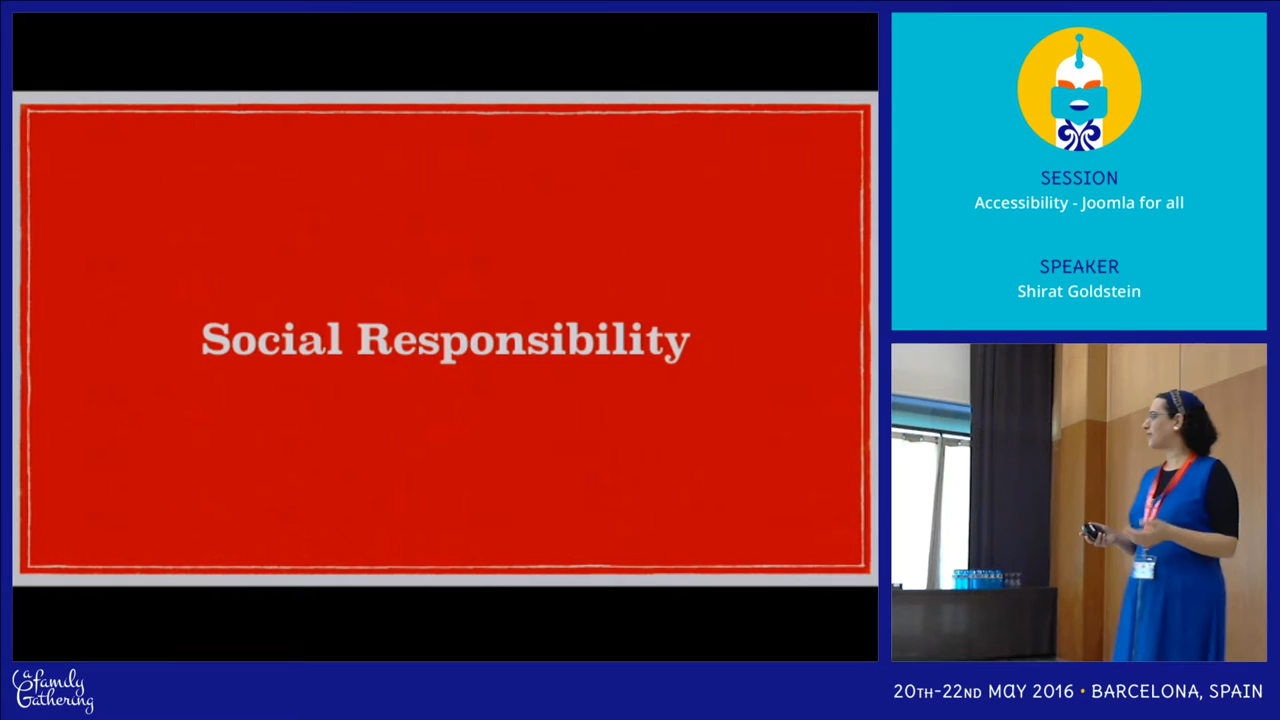 Social Responsibility
SESSION
Accessibility - Joomla for all
SPEAKER
Shirat Goldstein
a family
Gathering
20TH-22ND MAY 2016 • BARCELONA, SPAIN